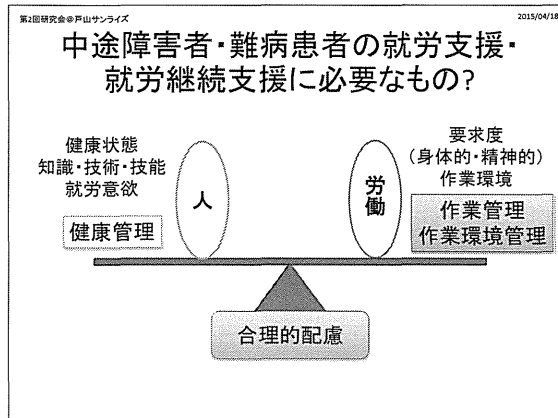 第2回研究会@戸山サンライズ
2015/04/18
中途障害者・難病患者の就労支援・
就労継続支援に必要なもの?
健康状態
知識・技術・技能
就労意欲
健康管理
人
労働
要求度
(身体的・精神的)
作業環境
作業管理
作業環境管理
合理的配慮